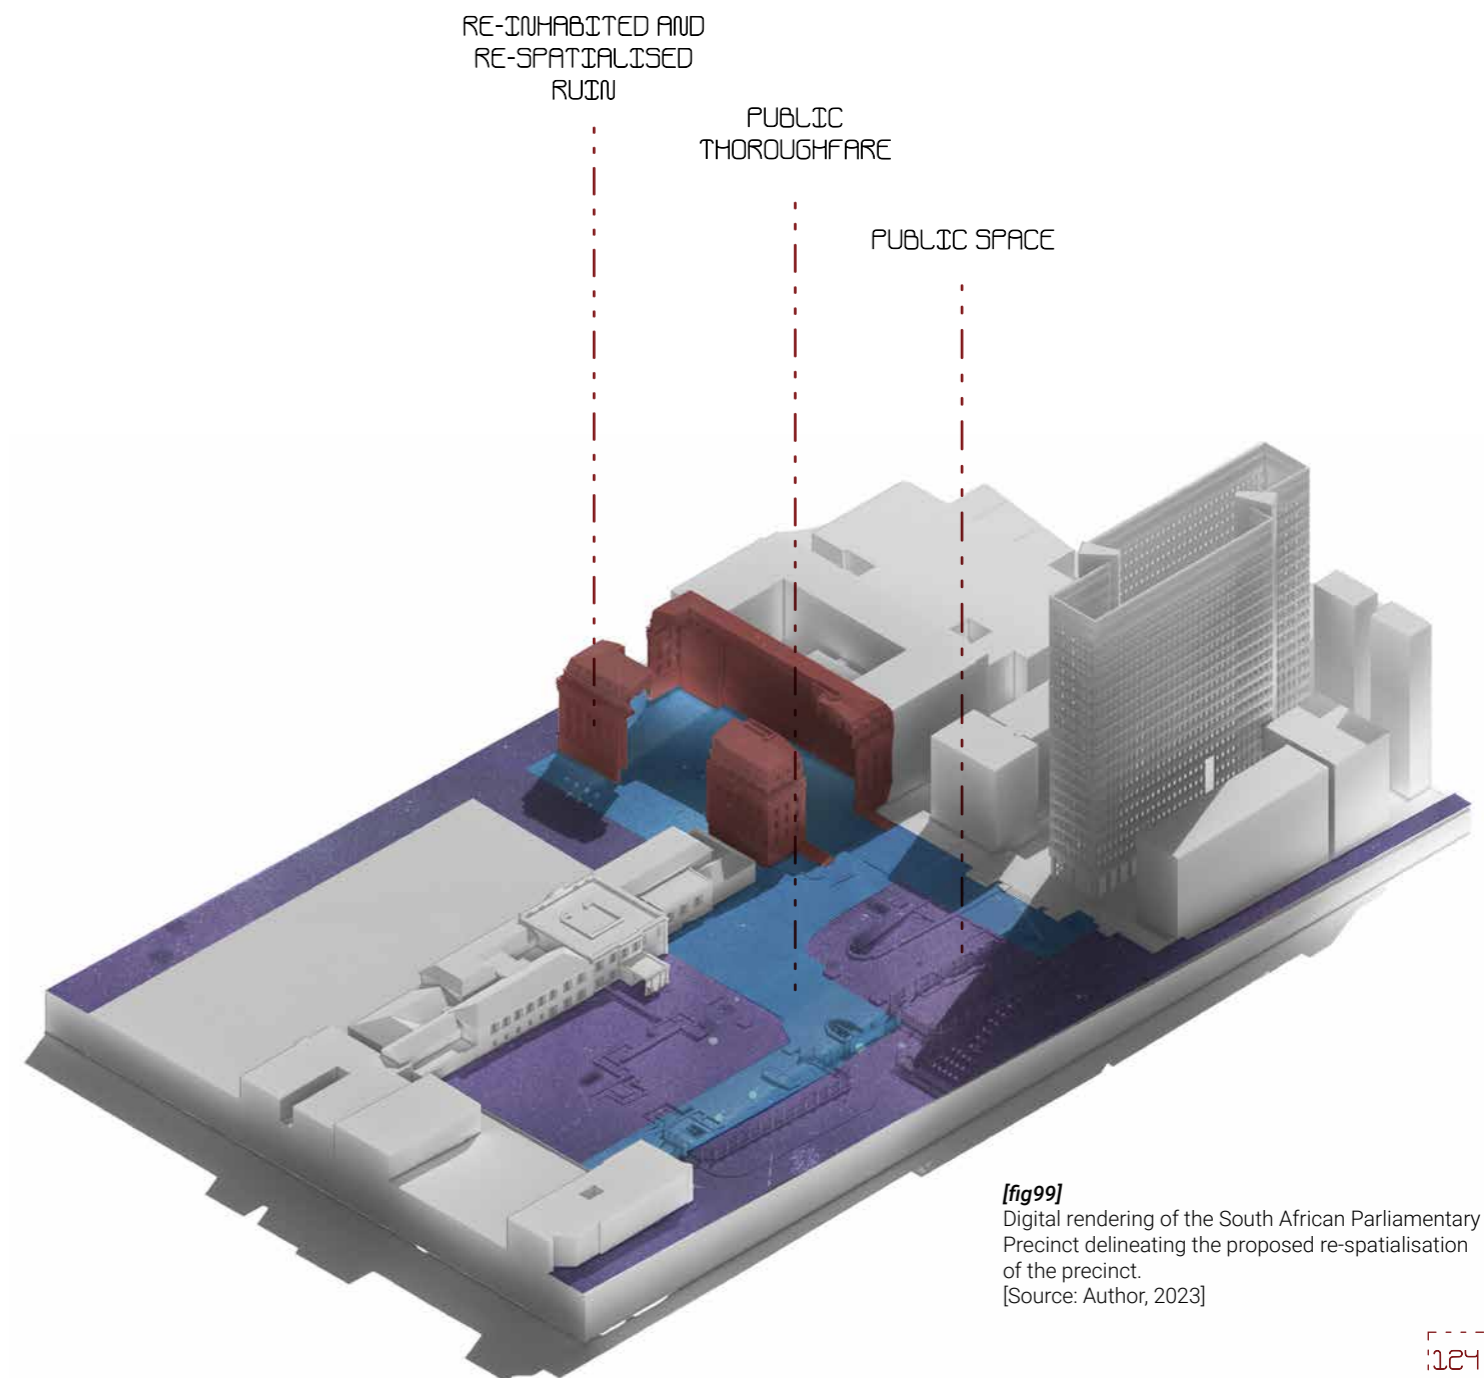 RE-INHABITED AND
RE-SPATIALISED
RUIN
PUBLIC
THOROUGHFARE
PUBLIC SPACE
[fig99]
Digital rendering of the South African Parliamentary
Precinct delineating the proposed re-spatialisation
of the precinct.
[Source: Author, 2023]
124